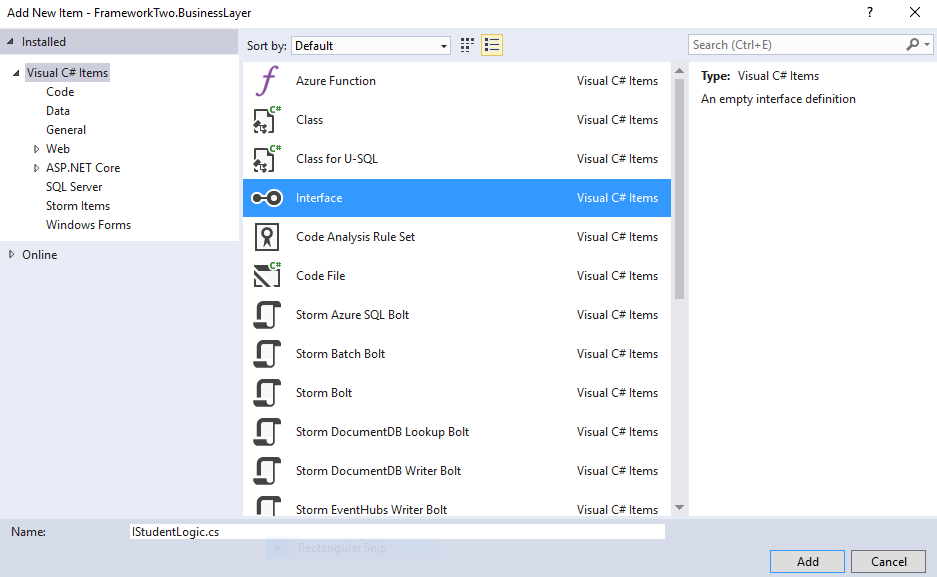 Add New Item - FrameworkTwo.BusinessLayer
?
Installed
Sort by: Default
Search (Ctrl+E)
Visual C# Items
Code
Data
General
Web
ASP.NET Core
SQL Server
Storm Items
Windows Forms
Online
Azure Function Visual C# Items
C# Class Visual C# Items
C# Class for U-SQL Visual C# Items
Interface Visual C# Items
Code Analysis Rule Set Visual C# Items
C# Code File Visual C# Items
Storm Azure SQL Bolt Visual C# Items
Storm Batch Bolt Visual C# Items
Storm Bolt Visual C# Items
Storm DocumentDB Lookup Bolt Visual C# Items
Storm DocumentDB Writer Bolt Visual C# Items
Storm EventHubs Writer Bolt Visual C# Items
Type: Visual C# Items
An empty interface definition
Name: IStudentLogic.cs
Rectangular Snip
Add Cancel